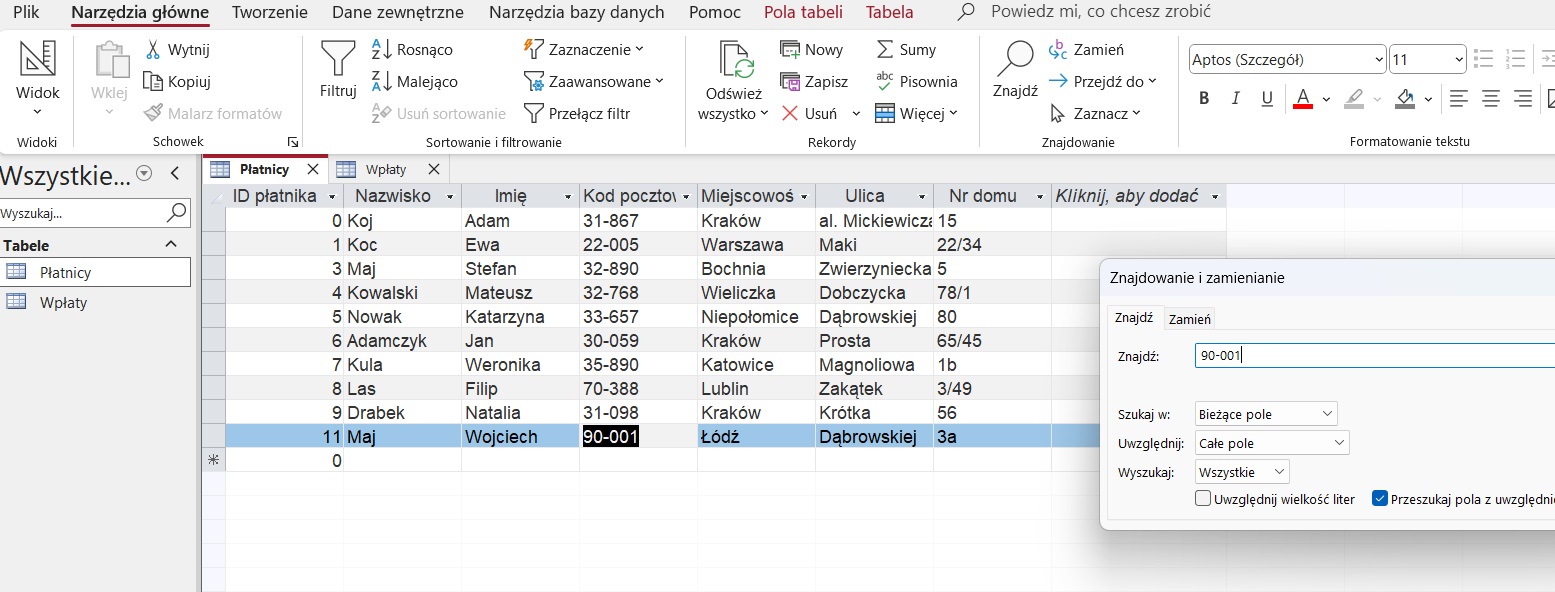 Plik Narzędzia główne Tworzenie Dane zewnętrzne Narzędzia bazy danych Pomoc Pola tabeli Tabela Powiedz mi, co chcesz zrobić
Widok
Widoki
Wklej
Wytnij
Kopiuj
Malarz formatów
Schowek
Filtruj
Rosnąco
Malejąco
Usuń sortowanie
Zaznaczenie
Zaawansowane
Przełącz filtr
Sortowanie i filtrowanie
Odśwież
wszystko
Nowy
Zapisz
Usuń
Sumy
Pisownia
Więcej
Rekordy
Znajdź
Zamień
Przejdź do
Zaznacz
Znajdowanie
Aptos (Szczegół) 11
B I U A
Formatowanie tekstu
Wszystkie...
Wyszukaj...
Tabele
Płatnicy
Wpłaty
Płatnicy Wpłaty
ID płatnika Nazwisko Imię Kod pocztow Miejscowoś Ulica Nr domu Kliknij, aby dodać
0 Koj Adam 31-867 Kraków al. Mickiewicza 15
1 Koc Ewa 22-005 Warszawa Maki 22/34
3 Maj Stefan 32-890 Bochnia Zwierzyniecka 5
4 Kowalski Mateusz 32-768 Wieliczka Dobczycka 78/1
5 Nowak Katarzyna 33-657 Niepołomice Dąbrowskiej 80
6 Adamczyk Jan 30-059 Kraków Prosta 65/45
7 Kula Weronika 35-890 Katowice Magnoliowa 1b
8 Las Filip 70-388 Lublin Zakątek 3/49
9 Drabek Natalia 31-098 Kraków Krótka 56
11 Maj Wojciech 90-001 Łódź Dąbrowskiej 3a
0
Znajdowanie i zamienianie
Znajdź Zamień
Znajdź: 90-001
Szukaj w: Bieżące pole
Uwzględnij: Całe pole
Wyszukaj: Wszystkie
Uwzględnij wielkość liter Przeszukaj pola z uwzględnie